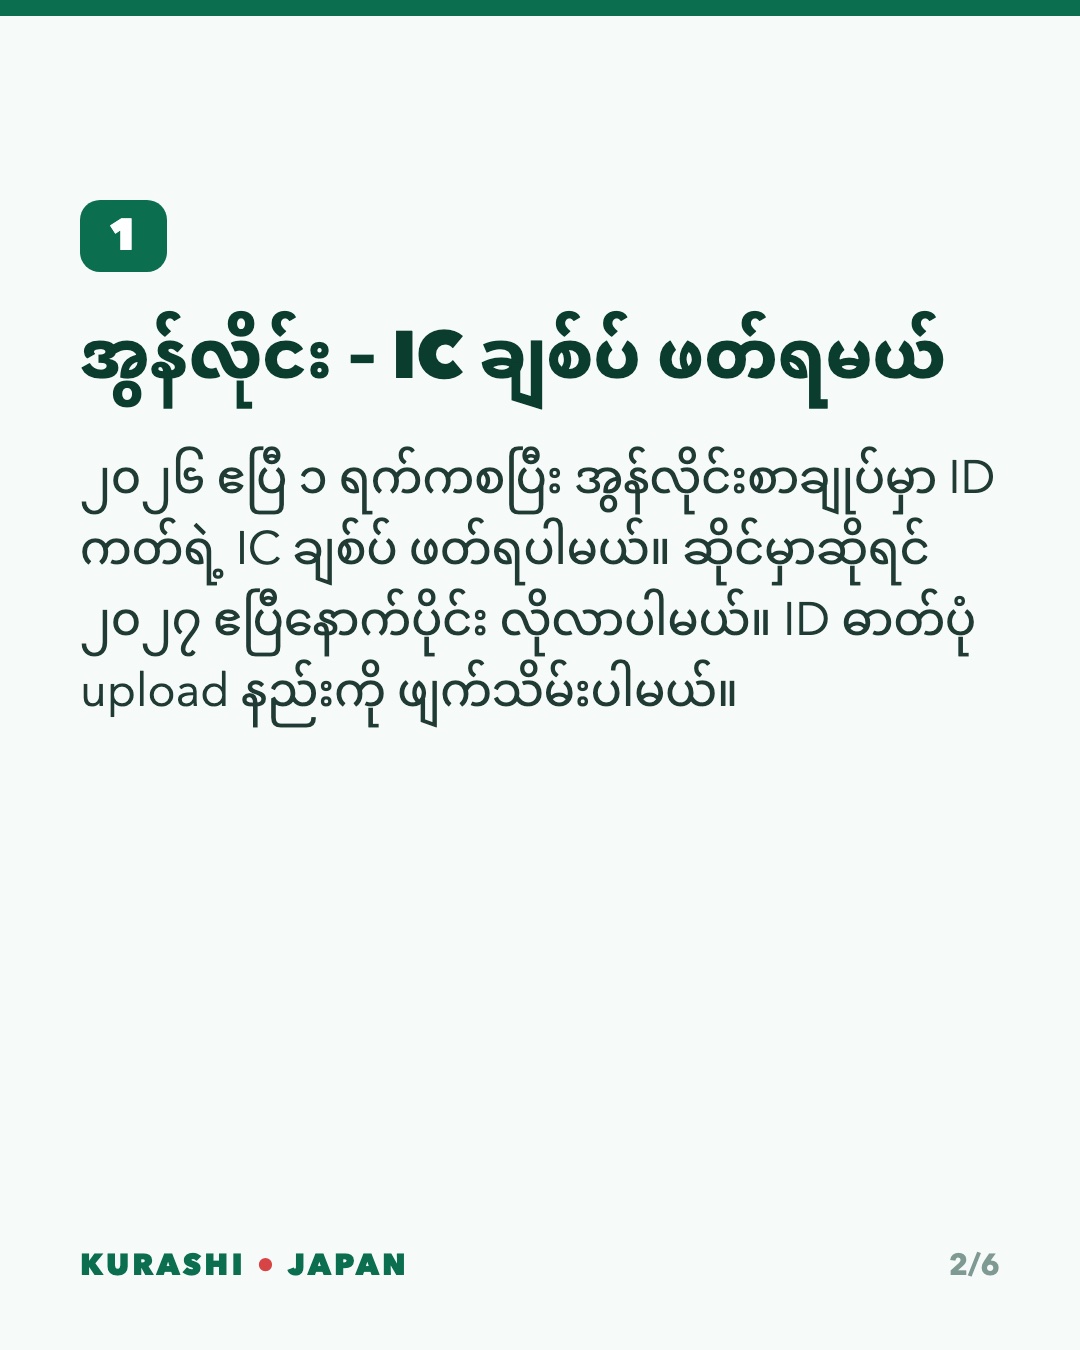 1
အွန်လိုင်း - IC ချစ်ပ် ဖတ်ရမယ်
၂၀၂၆ ဧပြီ ၁ ရက်ကစပြီး အွန်လိုင်းစာချုပ်မှာ ID
ကတ်ရဲ့ IC ချစ်ပ် ဖတ်ရပါမယ်။ ဆိုင်မှာဆိုရင်
၂၀၂၇ ဧပြီနောက်ပိုင်း လိုလာပါမယ်။ ID ဓာတ်ပုံ
upload နည်းကို ဖျက်သိမ်းပါမယ်။
KURASHI • JAPAN
2/6